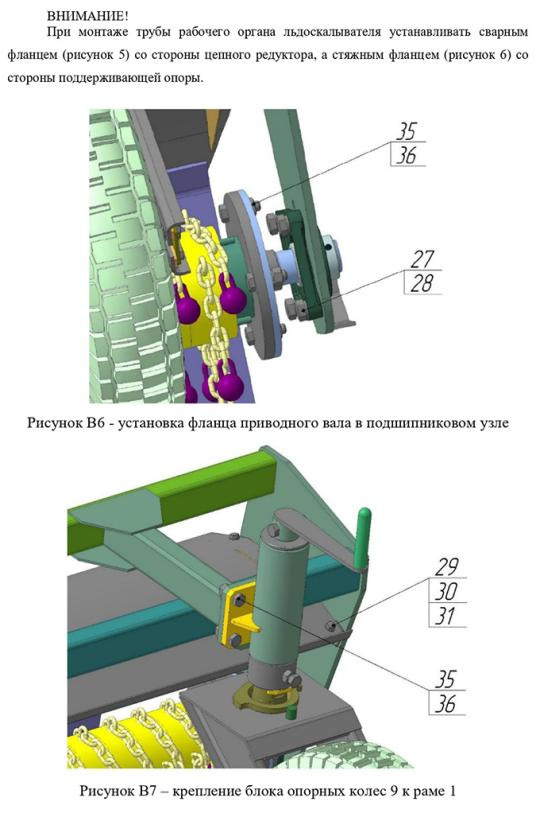 ВНИМАНИЕ!
При монтаже трубы рабочего органа льдоскалывателя устанавливать сварным
фланцем (рисунок 5) со стороны цепного редуктора, а стяжным фланцем (рисунок 6) со
стороны поддерживающей опоры.
35
36
27
28
Рисунок В6 - установка фланца приводного вала в подшипниковом узле
29
30
31
35
36
Рисунок В7 – крепление блока опорных колес 9 к раме 1